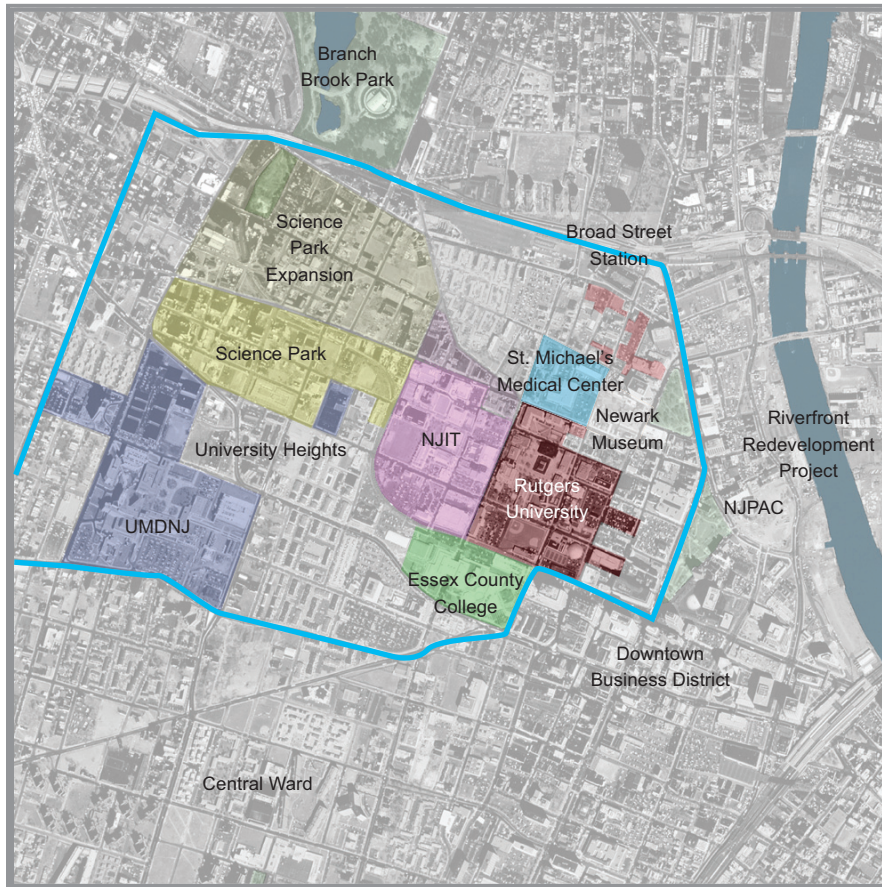 Branch
Brook Park
Science
Park
Expansion
Broad Street
Station
Science Park
St. Michael's
Medical Center
Newark
Museum
Riverfront
Redevelopment
Project
University Heights
NJIT
Rutgers
University
NJPAC
UMDNJ
Essex County
College
Downtown
Business District
Central Ward